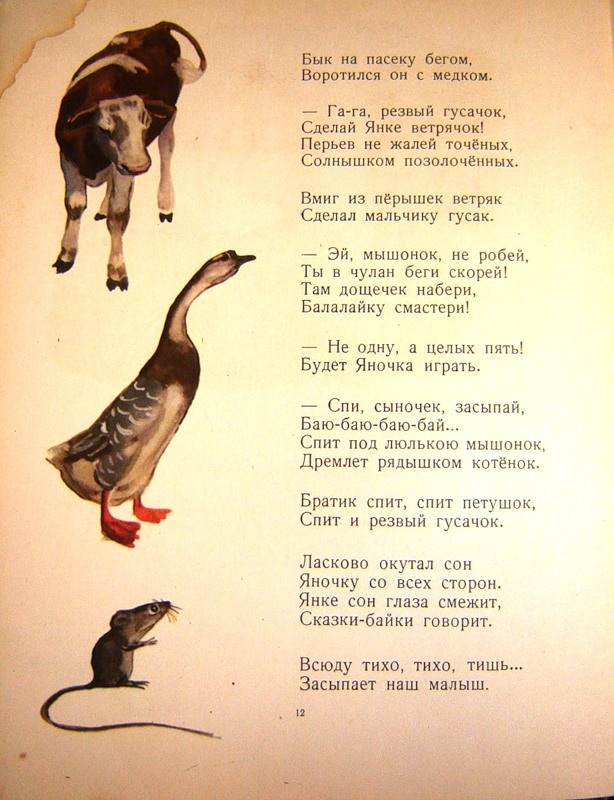 Бык на пасеку бегом,
Воротился он с медком.
— Га-га, резвый гусачок,
Сделай Янке ветрячок!
Перьев не жалей точёных,
Солнышком позолочённых.
Вмиг из пёрышек ветряк
Сделал мальчику гусак.
— Эй, мышонок, не робей,
Ты в чулан беги скорей!
Там дощечек набери,
Балалайку смастери!
— Не одну, а целых пять!
Будет Яночка играть.
— Спи, сыночек, засыпай,
Баю-баю-баю-бай...
Спит под люлькою мышонок,
Дремлет рядышком котёнок.
Братик спит, спит петушок,
Спит и резвый гусачок.
Ласково окутал сон
Яночку со всех сторон.
Янке сон глаза смежит,
Сказки-байки говорит.
Всюду тихо, тихо, тишь...
Засыпает наш малыш.
12